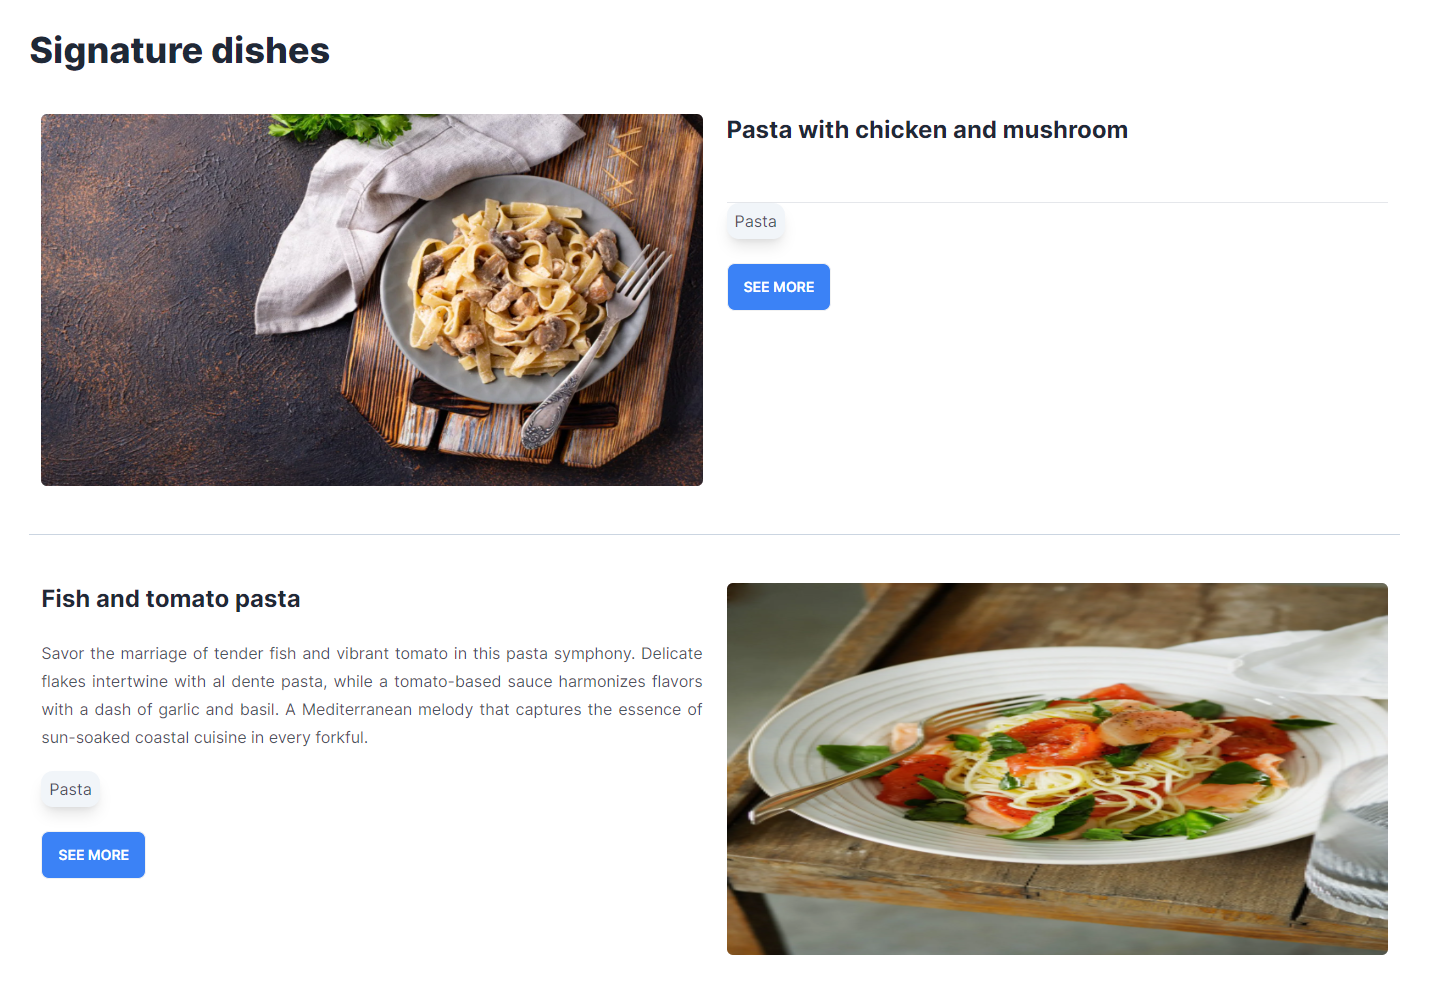 Signature dishes
Pasta with chicken and mushroom
Pasta
SEE MORE
Fish and tomato pasta
Savor the marriage of tender fish and vibrant tomato in this pasta symphony. Delicate
flakes intertwine with al dente pasta, while a tomato-based sauce harmonizes flavors
with a dash of garlic and basil. A Mediterranean melody that captures the essence of
sun-soaked coastal cuisine in every forkful.
Pasta
SEE MORE